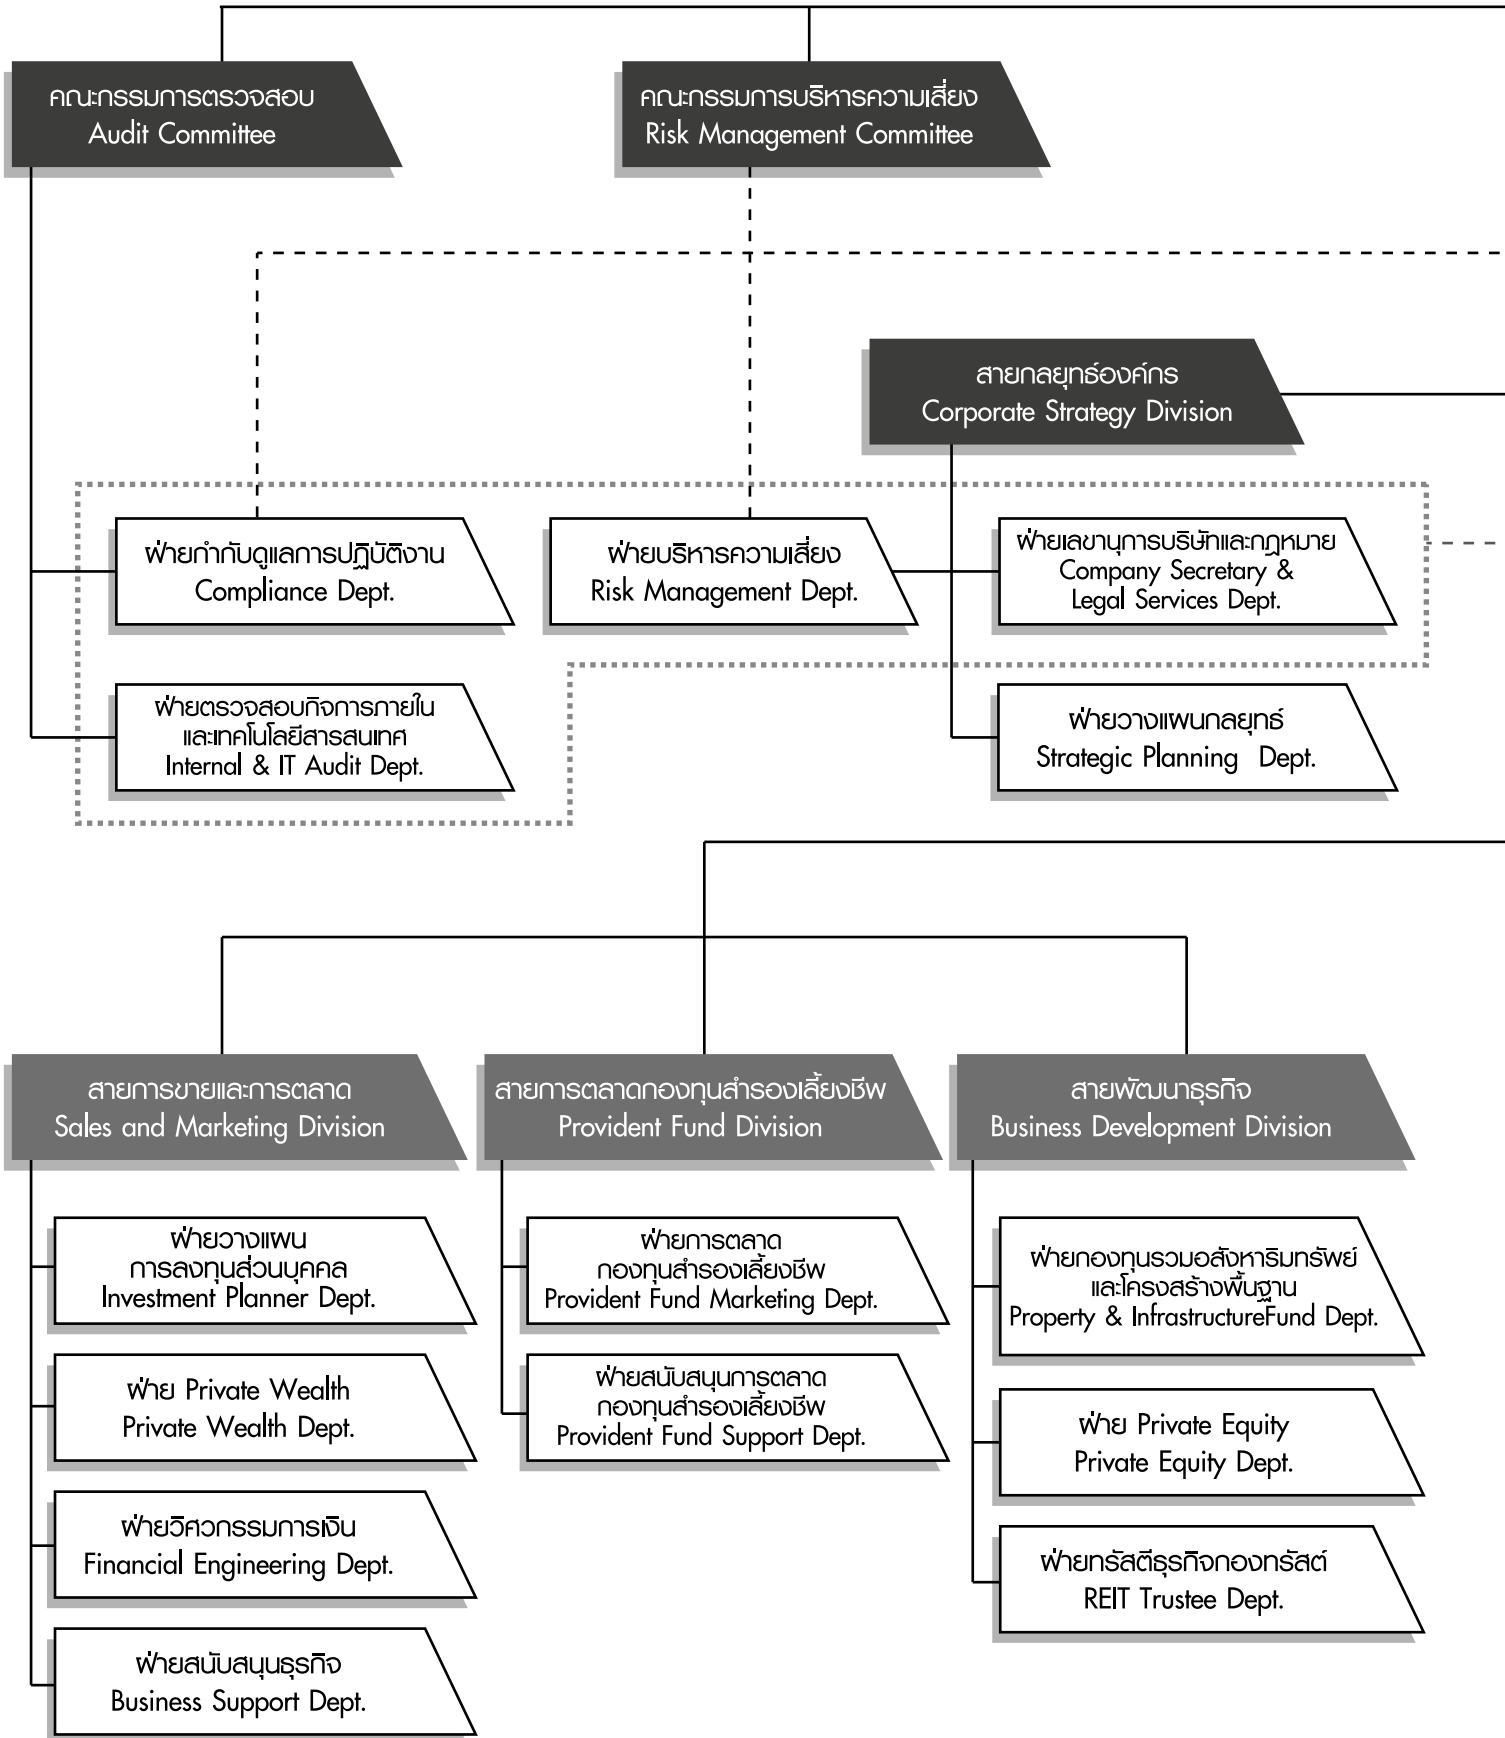 คณะกรรมการตรวจสอบ
Audit Committee
คณะกรรมการบริหารความเสี่ยง
Risk Management Committee
สายกลยุทธ์องค์กร
Corporate Strategy Division
ฝ่ายกำกับดูแลการปฏิบัติงาน
Compliance Dept.
ฝ่ายบริหารความเสี่ยง
Risk Management Dept.
ฝ่ายเลขานุการบริษัทและกฎหมาย
Company Secretary &
Legal Services Dept.
ฝ่ายตรวจสอบกิจการภายใน
และเทคโนโลยีสารสนเทศ
Internal & IT Audit Dept.
ฝ่ายวางแผนกลยุทธ์
Strategic Planning Dept.
สายการขายและการตลาด
Sales and Marketing Division
สายการตลาดกองทุนสำรองเลี้ยงชีพ
Provident Fund Division
สายพัฒนาธุรกิจ
Business Development Division
ฝ่ายวางแผน
การลงทุนส่วนบุคคล
Investment Planner Dept.
ฝ่าย Private Wealth
Private Wealth Dept.
ฝ่ายวิศวกรรมการเงิน
Financial Engineering Dept.
ฝ่ายสนับสนุนธุรกิจ
Business Support Dept.
ฝ่ายการตลาด
กองทุนสำรองเลี้ยงชีพ
Provident Fund Marketing Dept.
ฝ่ายสนับสนุนการตลาด
กองทุนสำรองเลี้ยงชีพ
Provident Fund Support Dept.
ฝ่ายกองทุนรวมอสังหาริมทรัพย์
และโครงสร้างพื้นฐาน
Property & InfrastructureFund Dept.
ฝ่าย Private Equity
Private Equity Dept.
ฝ่ายทรัสตีธุรกิจกองทรัสต์
REIT Trustee Dept.